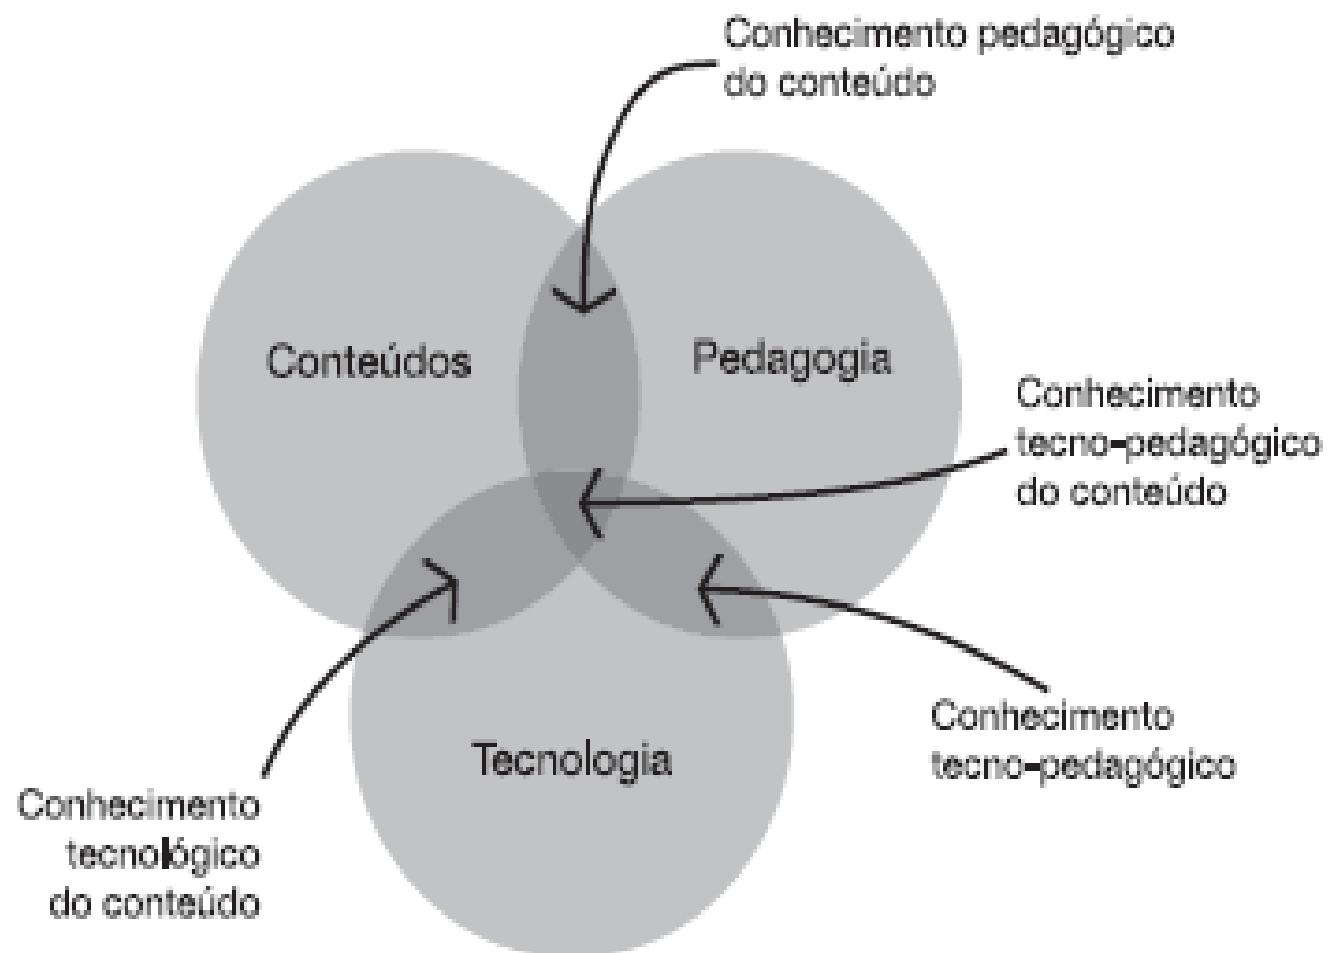 Conhecimento pedagógico
do conteúdo
Conteúdos
Pedagogia
Conhecimento
tecno-pedagógico
do conteúdo
Conhecimento
tecno-pedagógico
Tecnologia
Conhecimento
tecnológico
do conteúdo